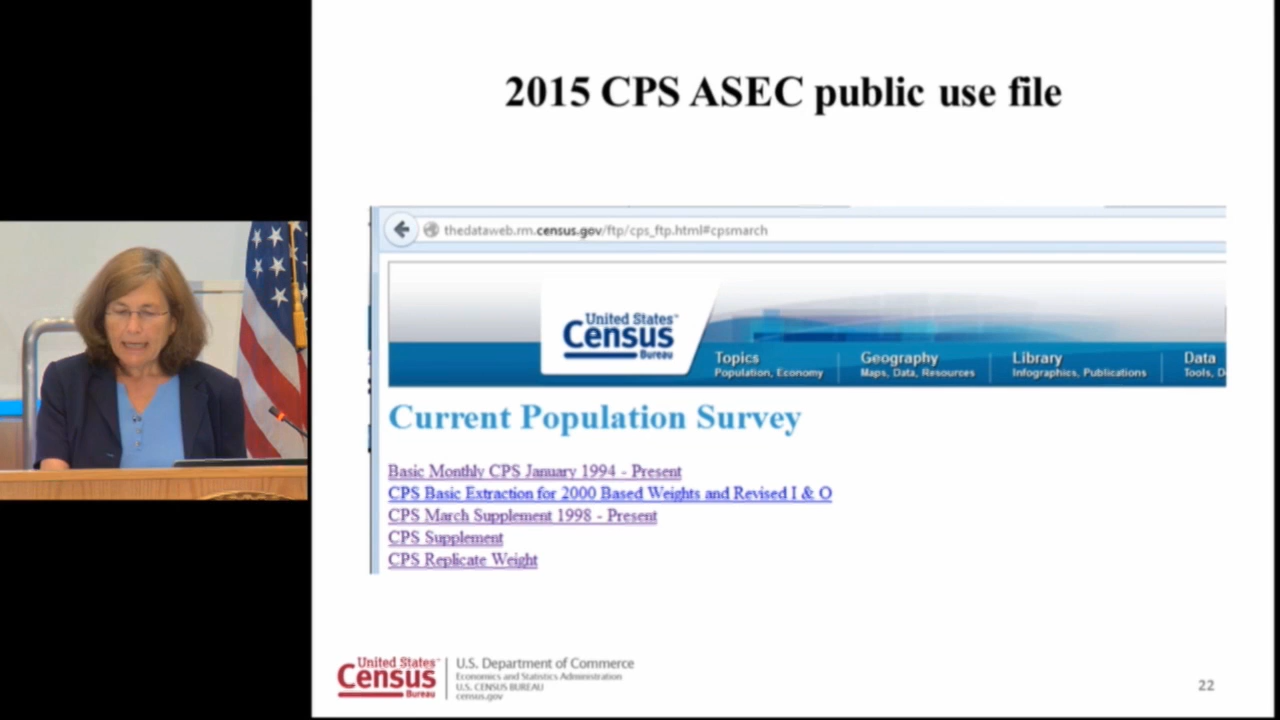 2015 CPS ASEC public use file
thedataweb.rm.census.gov/ftp/cps_ftp.html#cpsmarch
United States™
Census
Bureau
Topics
Population, Economy
Geography
Maps, Data, Resources
Library
Infographics, Publications
Data
Tools, D
Current Population Survey
Basic Monthly CPS January 1994 - Present
CPS Basic Extraction for 2000 Based Weights and Revised I & O
CPS March Supplement 1998 - Present
CPS Supplement
CPS Replicate Weight
United States™
Census
Bureau
U.S. Department of Commerce
Economics and Statistics Administration
U.S. CENSUS BUREAU
census.gov
22